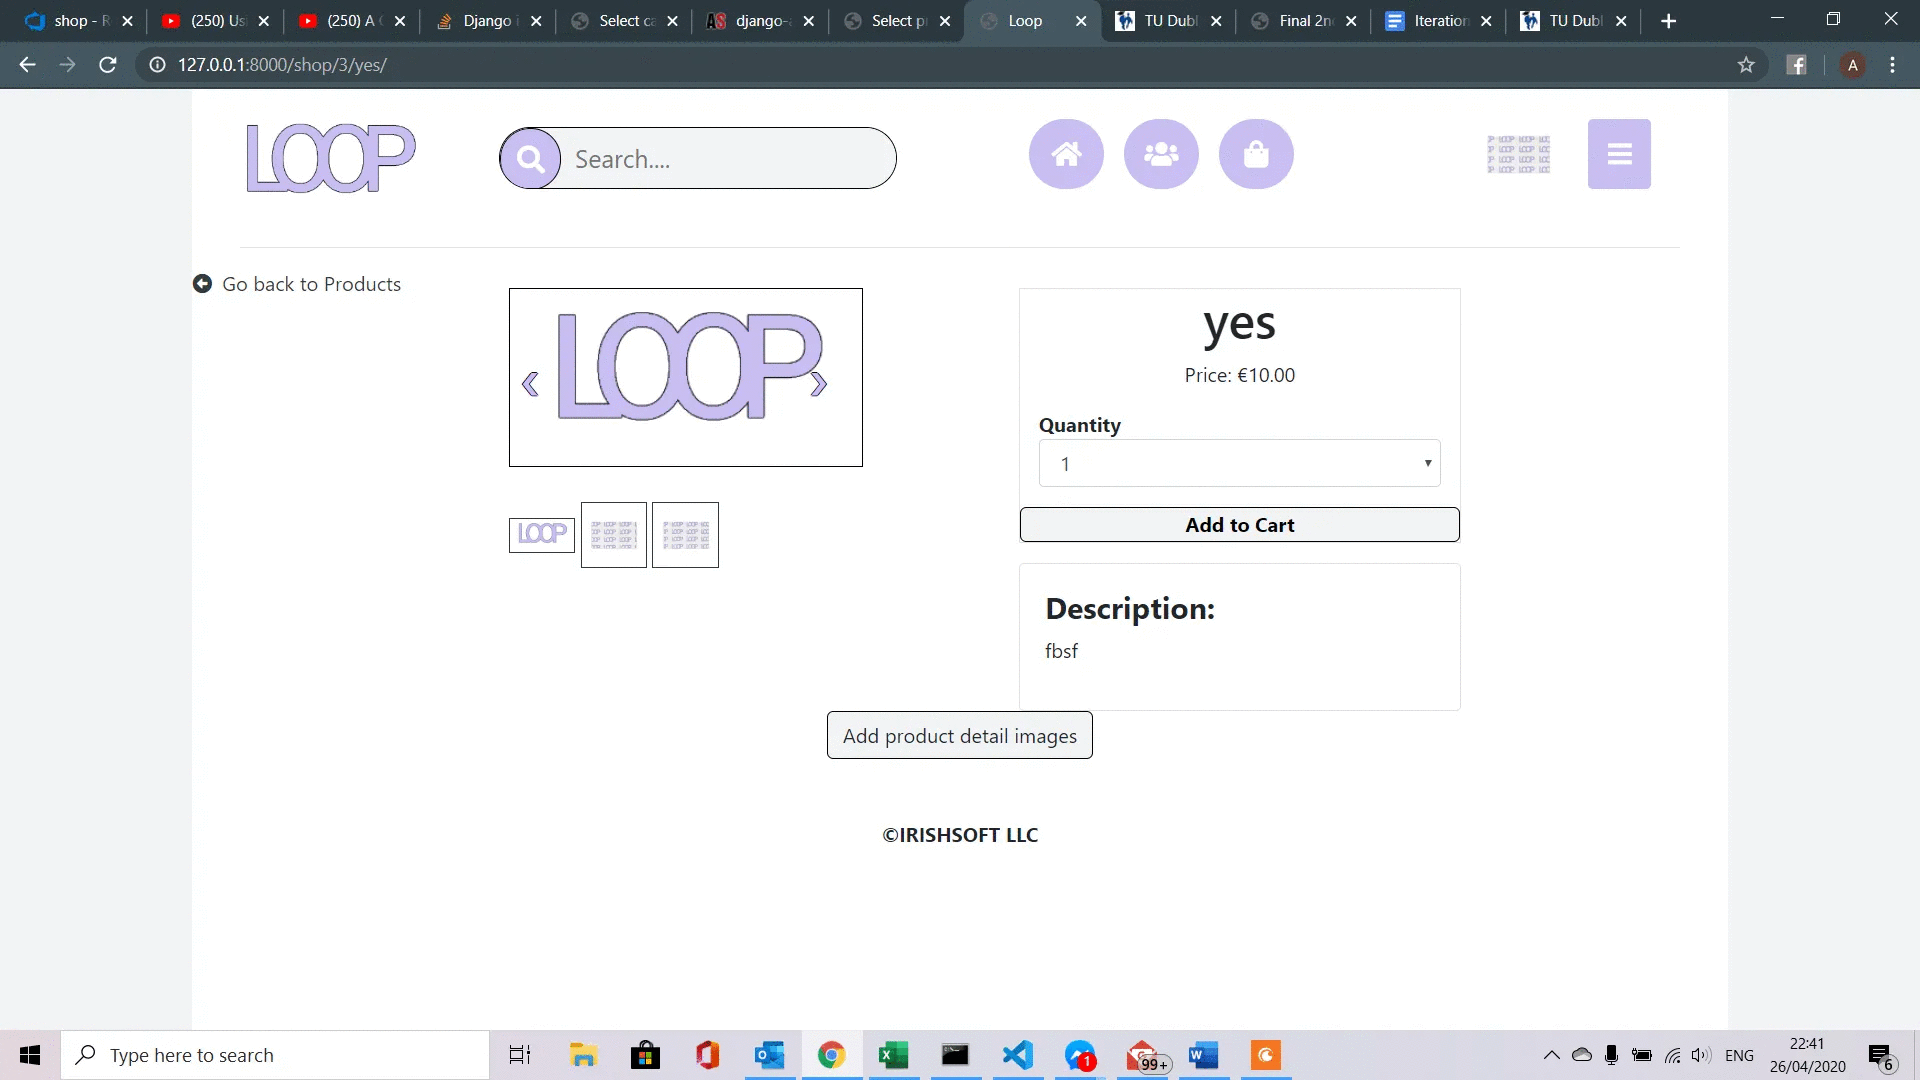 shop - R
(250) Us
(250) A
Django
Select ca
django-
Select p
Loop
TU Dubl
Final 2n
Iteration
TU Dubl
127.0.0.1:8000/shop/3/yes/
A
LOOP
Search....
Go back to Products
LOOP
yes
Price: €10.00
Quantity
1
Add to Cart
LOOP
Description:
fbsf
Add product detail images
©IRISHSOFT LLC
Type here to search
1
99+
ENG
22:41
26/04/2020
6